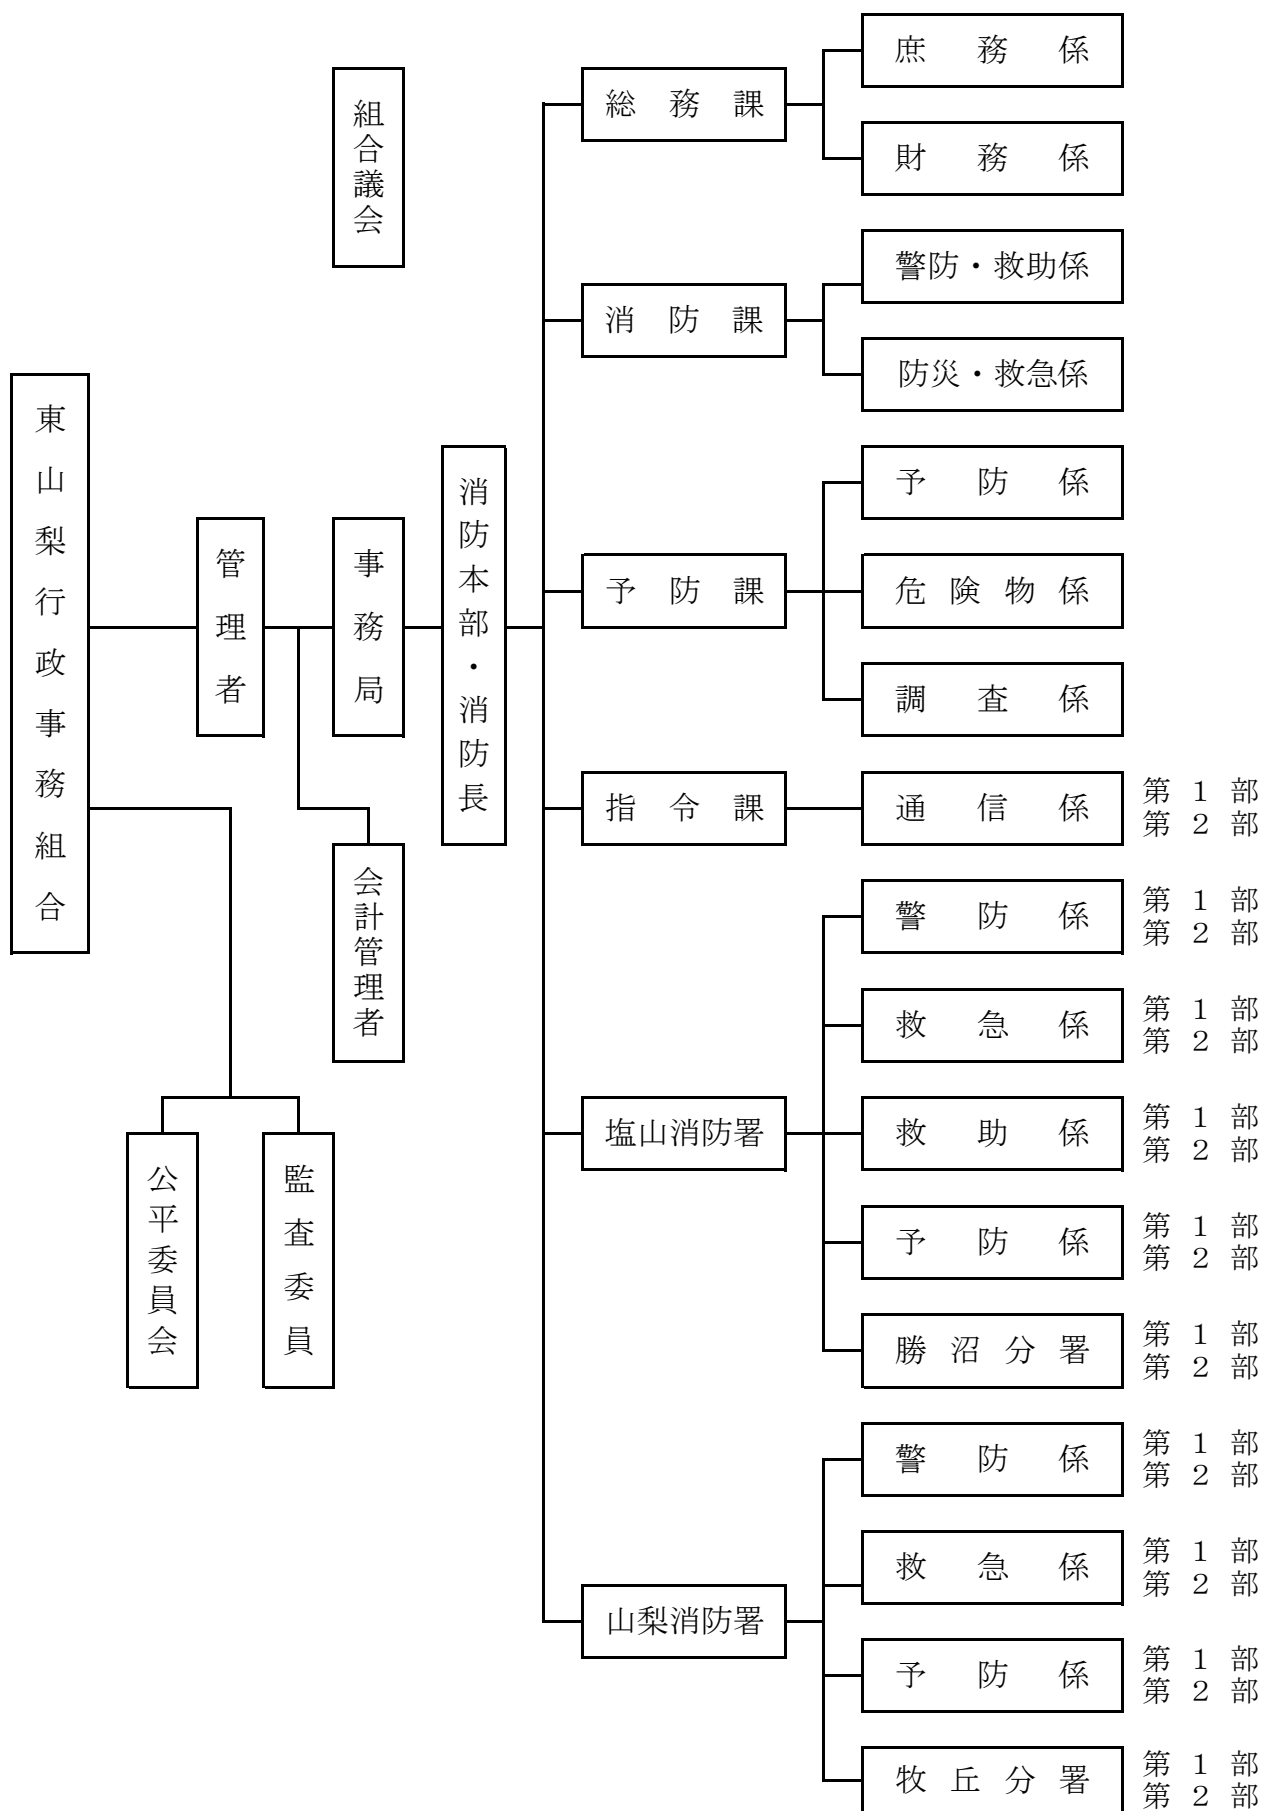 東山梨行政事務組合
管理者
組合議会
事務局
会計管理者
公平委員会
監査委員
消防本部・消防長
総務課
庶務係
財務係
消防課
警防・救助係
防災・救急係
予防課
予防係
危険物係
調査係
指令課
通信係
第１部
第２部
塩山消防署
警防係
第１部
第２部
救急係
第１部
第２部
救助係
第１部
第２部
予防係
第１部
第２部
勝沼分署
第１部
第２部
山梨消防署
警防係
第１部
第２部
救急係
第１部
第２部
予防係
第１部
第２部
牧丘分署
第１部
第２部